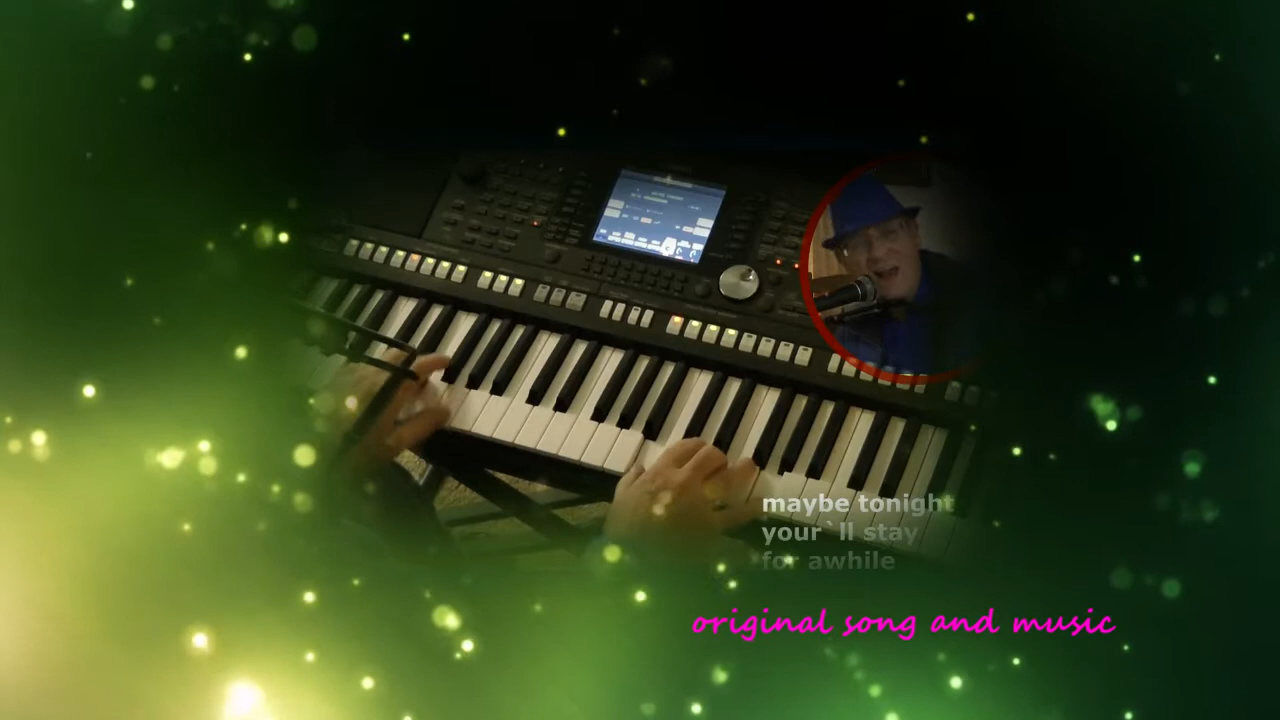 maybe tonight
your `ll stay
for awhile
original song and music